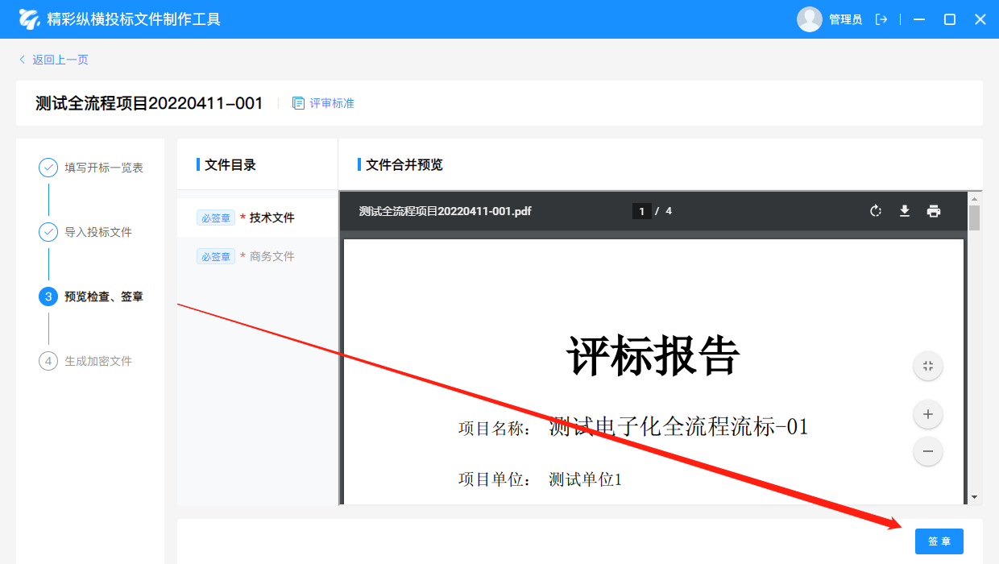 精彩纵横投标文件制作工具
管理员
返回上一页
测试全流程项目20220411-001
评审标准
填写开标一览表
导入投标文件
3 预览检查、签章
4 生成加密文件
文件目录
必签章 * 技术文件
必签章 * 商务文件
文件合并预览
测试全流程项目20220411-001.pdf
1 / 4
评标报告
项目名称： 测试电子化全流程流标-01
项目单位： 测试单位1
签 章